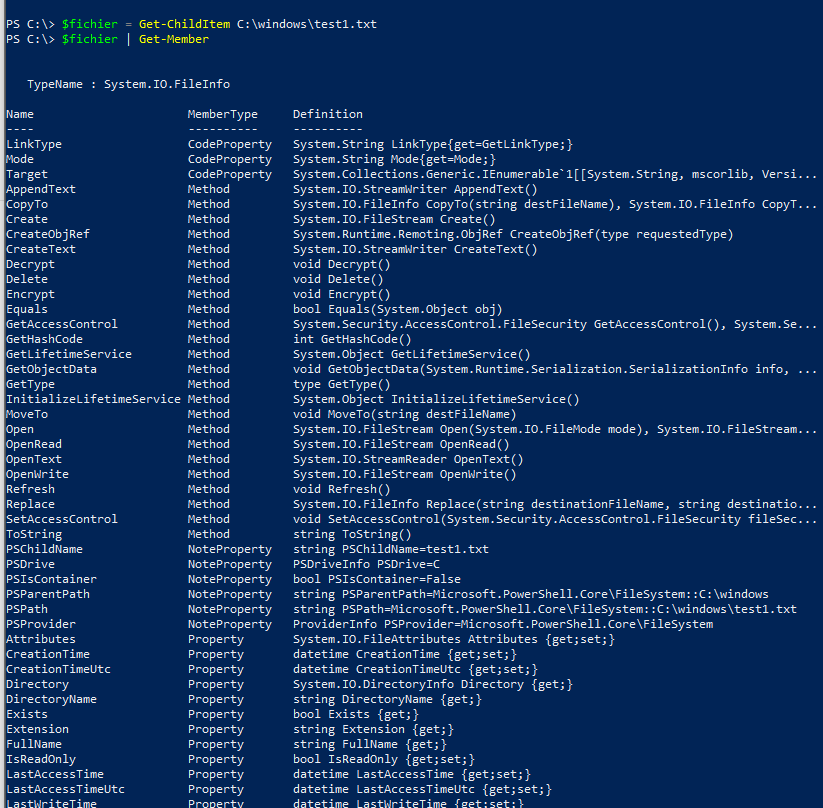 PS C:\> $fichier = Get-ChildItem C:\windows\test1.txt
PS C:\> $fichier | Get-Member
TypeName : System.IO.FileInfo
Name MemberType Definition
---- ---------- ----------
LinkType CodeProperty System.String LinkType{get=GetLinkType;}
Mode CodeProperty System.String Mode{get=Mode;}
Target CodeProperty System.Collections.Generic.IEnumerable`1[[System.String, mscorlib, Versi...
AppendText Method System.IO.StreamWriter AppendText()
CopyTo Method System.IO.FileInfo CopyTo(string destFileName), System.IO.FileInfo CopyT...
Create Method System.IO.FileStream Create()
CreateObjRef Method System.Runtime.Remoting.ObjRef CreateObjRef(type requestedType)
CreateText Method System.IO.StreamWriter CreateText()
Decrypt Method void Decrypt()
Delete Method void Delete()
Encrypt Method void Encrypt()
Equals Method bool Equals(System.Object obj)
GetAccessControl Method System.Security.AccessControl.FileSecurity GetAccessControl(), System.Se...
GetHashCode Method int GetHashCode()
GetLifetimeService Method System.Object GetLifetimeService()
GetObjectData Method void GetObjectData(System.Runtime.Serialization.SerializationInfo info, ...
GetType Method type GetType()
InitializeLifetimeService Method System.Object InitializeLifetimeService()
MoveTo Method void MoveTo(string destFileName)
Open Method System.IO.FileStream Open(System.IO.FileMode mode), System.IO.FileStream...
OpenRead Method System.IO.FileStream OpenRead()
OpenText Method System.IO.StreamReader OpenText()
OpenWrite Method System.IO.FileStream OpenWrite()
Refresh Method void Refresh()
Replace Method System.IO.FileInfo Replace(string destinationFileName, string destinatio...
SetAccessControl Method void SetAccessControl(System.Security.AccessControl.FileSecurity fileSec...
ToString Method string ToString()
PSChildName NoteProperty string PSChildName=test1.txt
PSDrive NoteProperty PSDriveInfo PSDrive=C
PSIsContainer NoteProperty bool PSIsContainer=False
PSParentPath NoteProperty string PSParentPath=Microsoft.PowerShell.Core\FileSystem::C:\windows
PSPath NoteProperty string PSPath=Microsoft.PowerShell.Core\FileSystem::C:\windows\test1.txt
PSProvider NoteProperty ProviderInfo PSProvider=Microsoft.PowerShell.Core\FileSystem
Attributes Property System.IO.FileAttributes Attributes {get;set;}
CreationTime Property datetime CreationTime {get;set;}
CreationTimeUtc Property datetime CreationTimeUtc {get;set;}
Directory Property System.IO.DirectoryInfo Directory {get;}
DirectoryName Property string DirectoryName {get;}
Exists Property bool Exists {get;}
Extension Property string Extension {get;}
FullName Property string FullName {get;}
IsReadOnly Property bool IsReadOnly {get;set;}
LastAccessTime Property datetime LastAccessTime {get;set;}
LastAccessTimeUtc Property datetime LastAccessTimeUtc {get;set;}
LastWriteTime Property datetime LastWriteTime {get;set;}